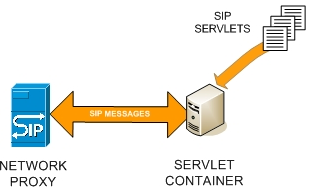 SIP
SERVLETS
SIP MESSAGES
SIP
NETWORK
PROXY
SERVLET
CONTAINER